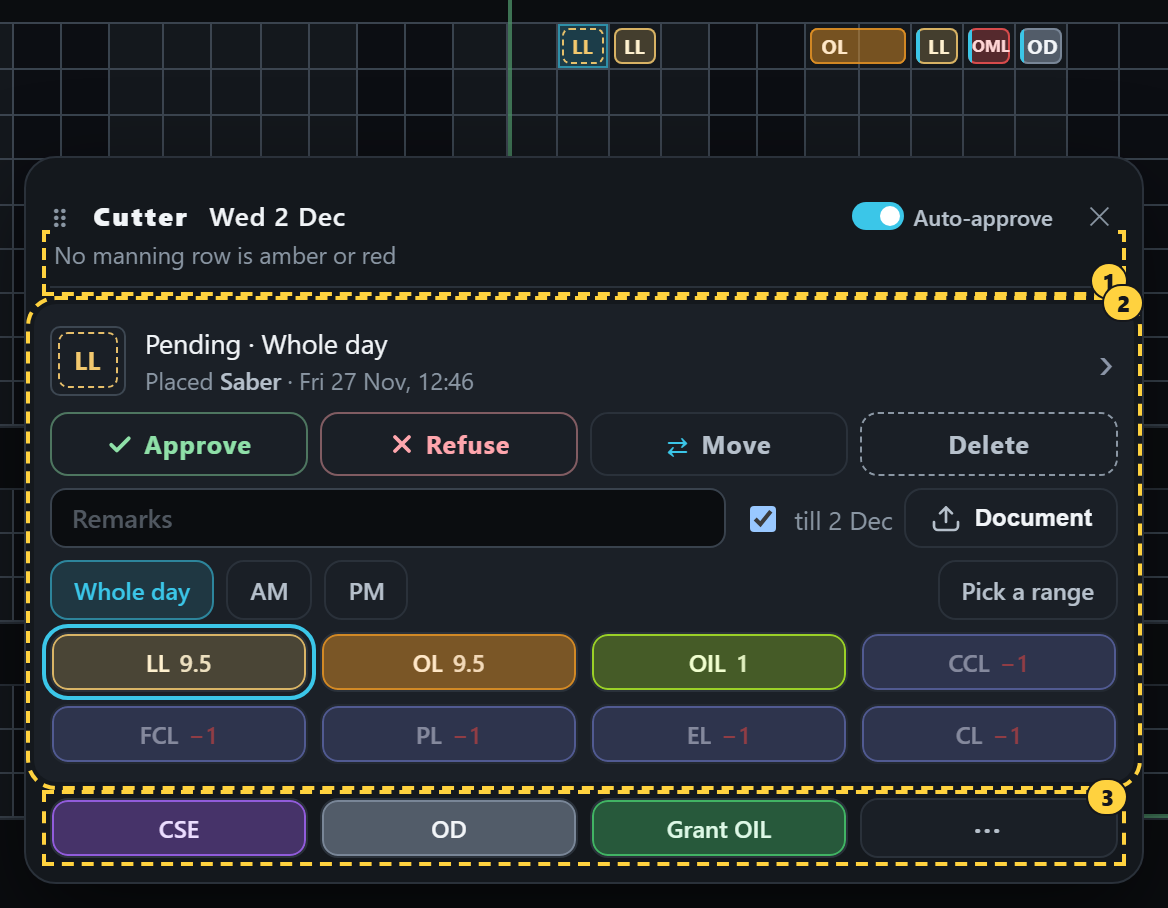 LL LL OL LL OML OD
Cutter Wed 2 Dec Auto-approve
No manning row is amber or red
1
2
LL Pending · Whole day
Placed Saber · Fri 27 Nov, 12:46
Approve Refuse Move Delete
Remarks till 2 Dec Document
Whole day AM PM Pick a range
LL 9.5 OL 9.5 OIL 1 CCL −1
FCL −1 PL −1 EL −1 CL −1
3
CSE OD Grant OIL ...